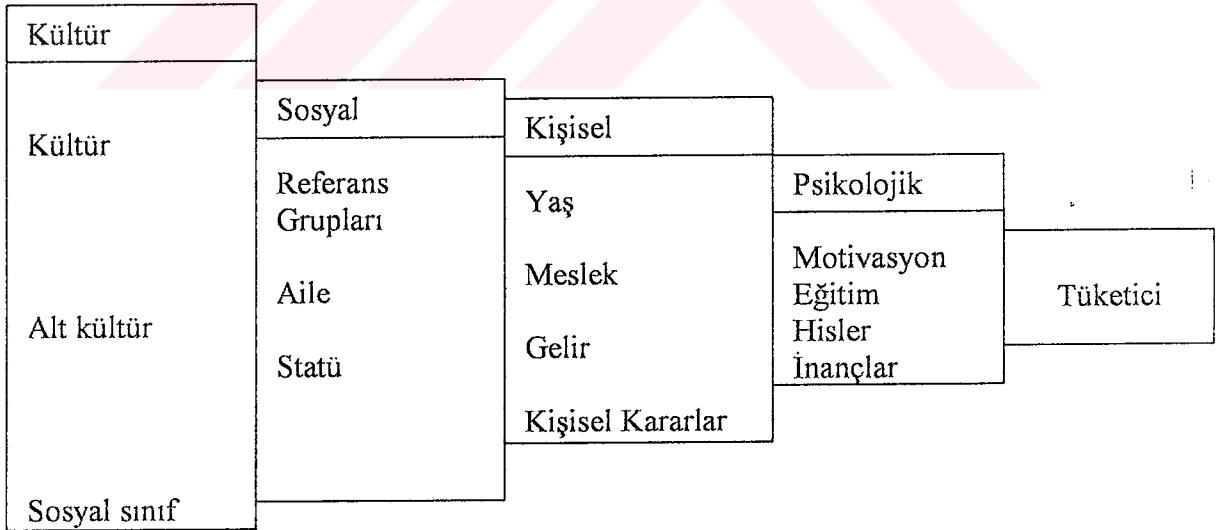 Kültür
Kültür
Alt kültür
Sosyal sınıf
Sosyal
Referans
Grupları
Aile
Statü
Kişisel
Yaş
Meslek
Gelir
Kişisel Kararlar
Psikolojik
Motivasyon
Eğitim
Hisler
İnançlar
Tüketici